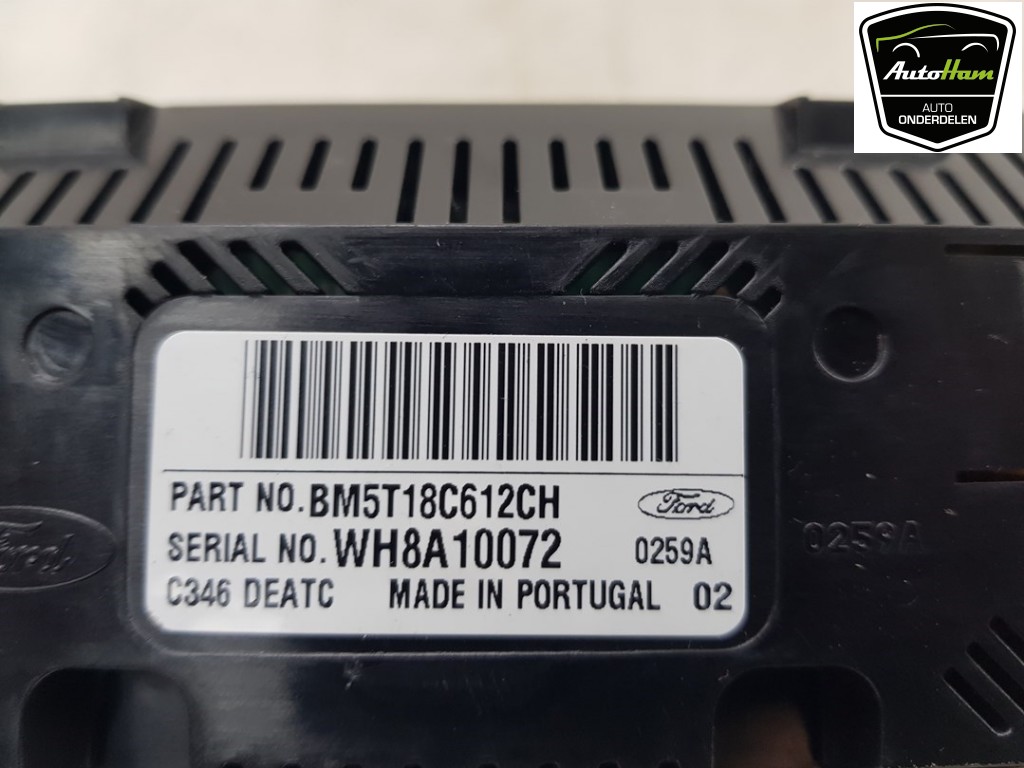 AutoHam
AUTO
ONDERDELEN
PART NO. BM5T18C612CH
Ford
SERIAL NO. WH8A10072 0259A
C346 DEATC MADE IN PORTUGAL 02
Ford
0259A